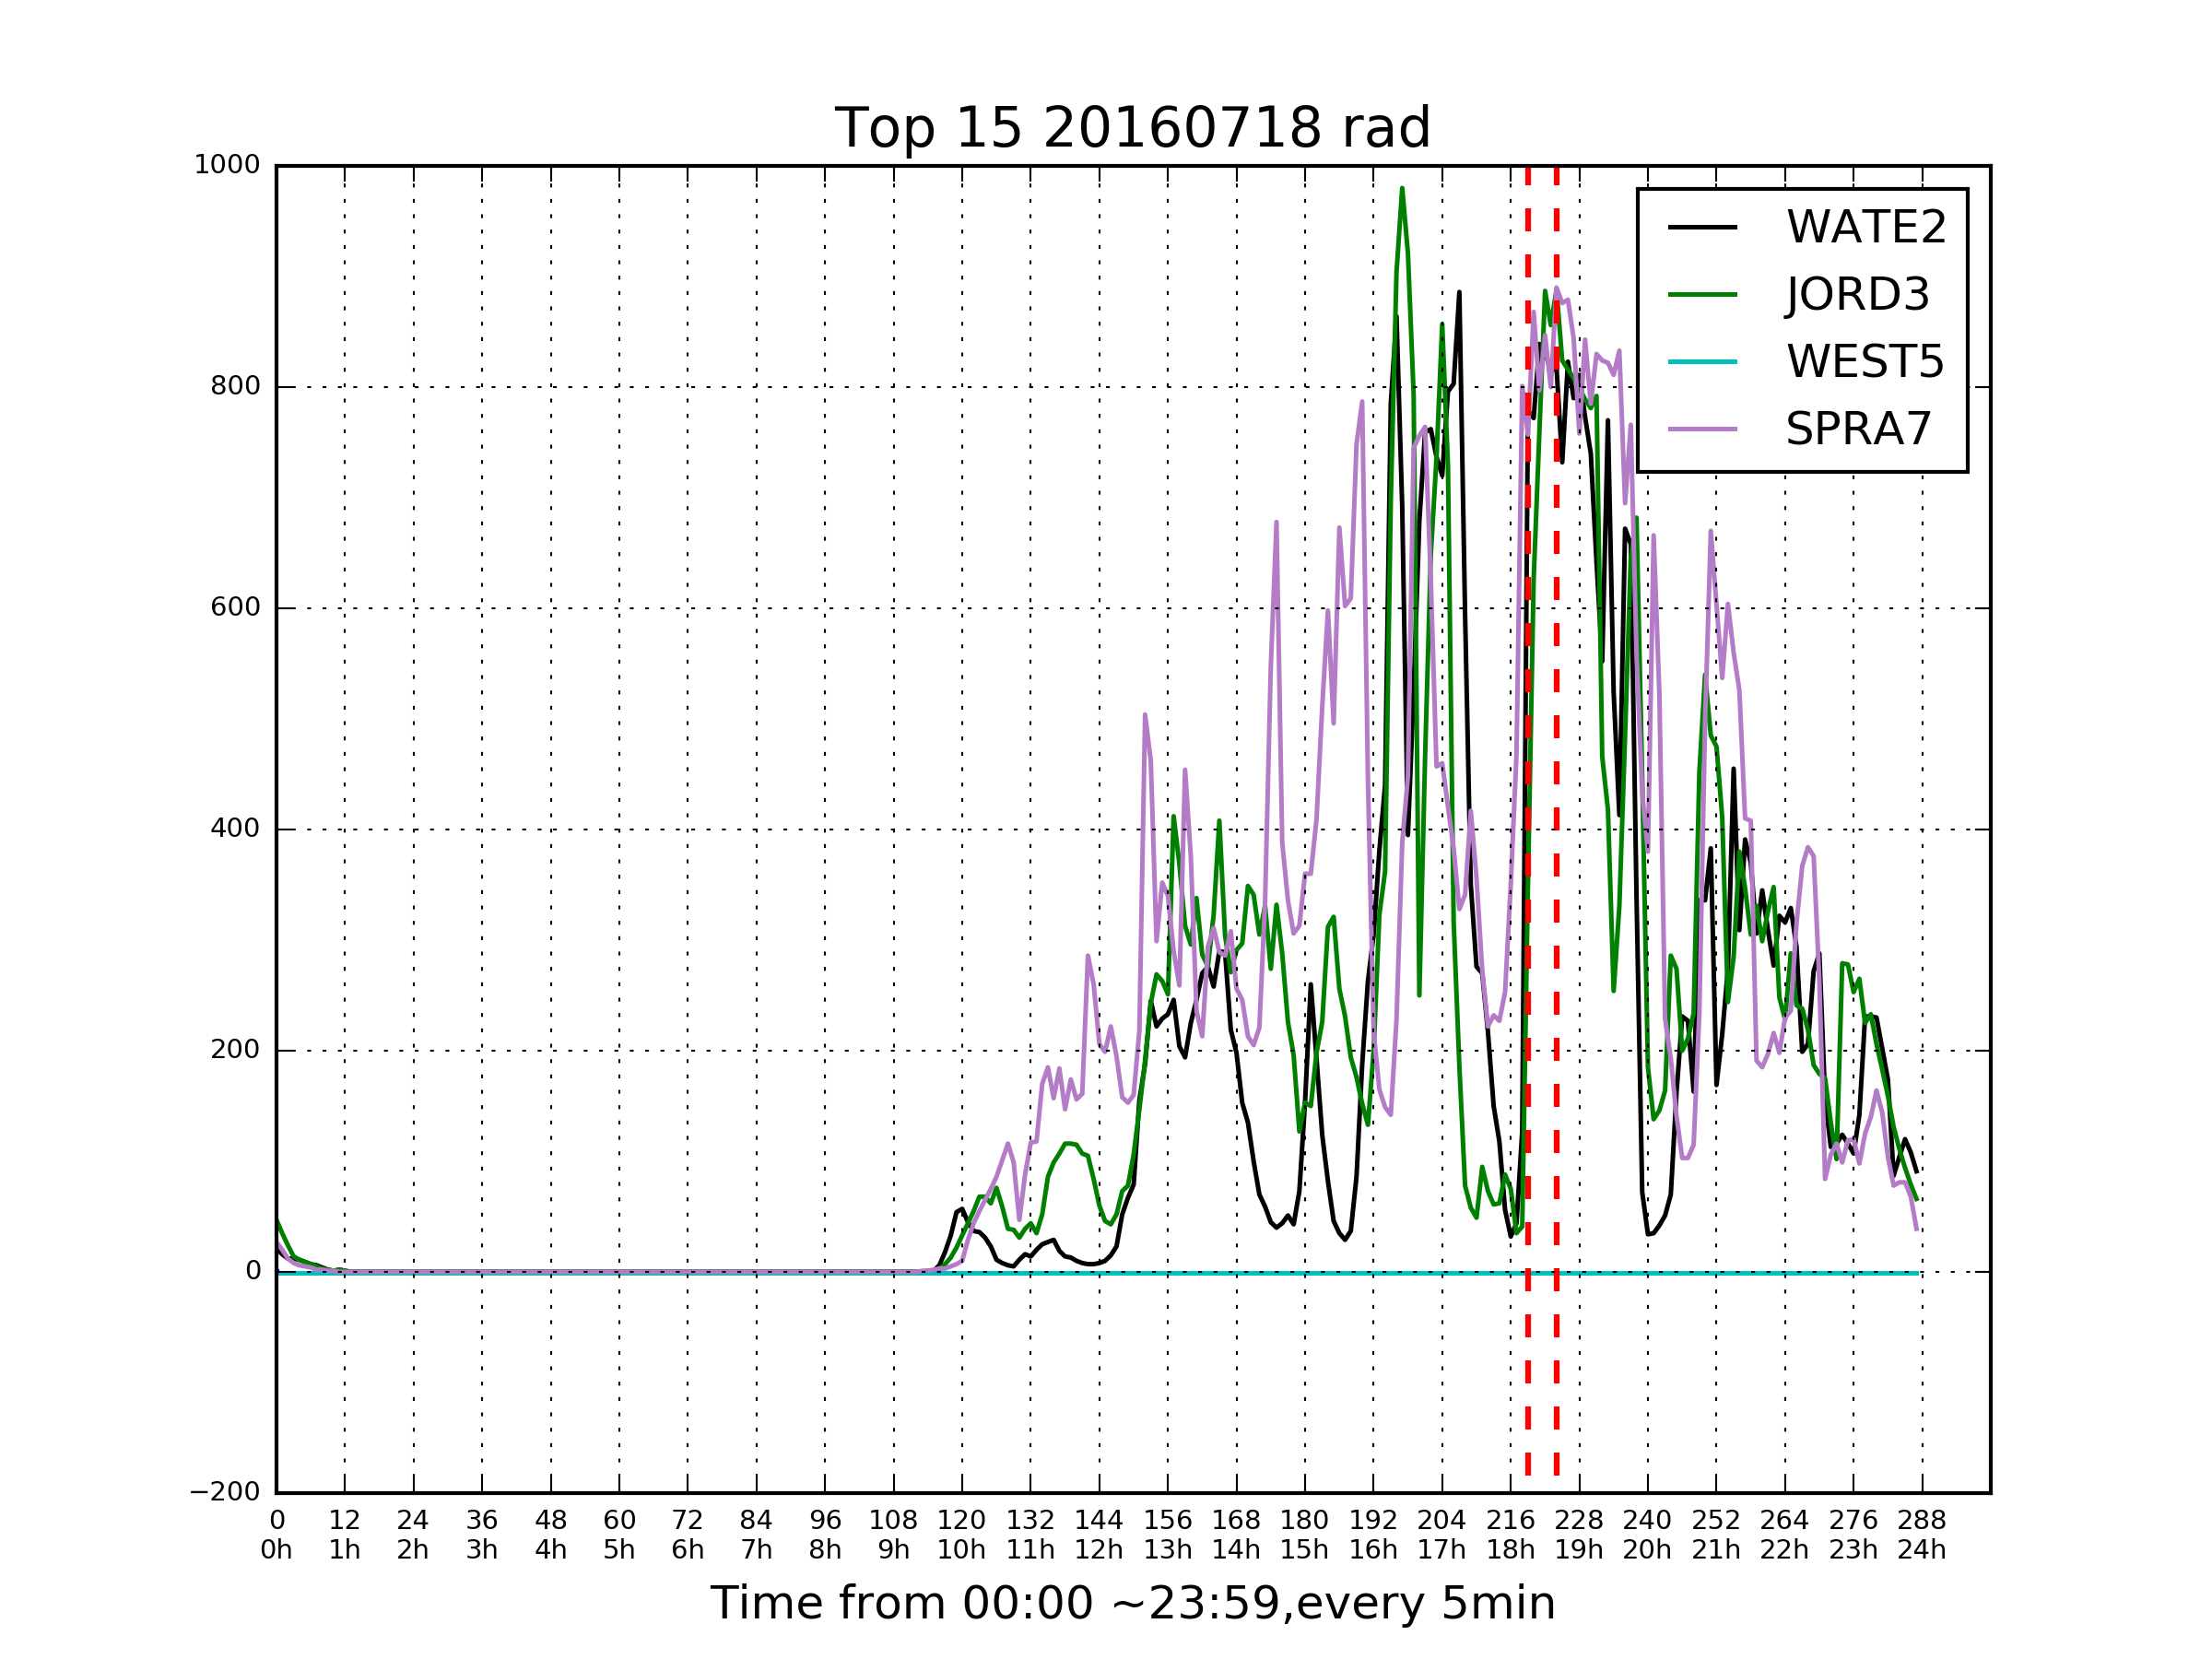 Top 15 20160718 rad
1000
800
600
400
200
0
−200
WATE2
JORD3
WEST5
SPRA7
0 12 24 36 48 60 72 84 96 108 120 132 144 156 168 180 192 204 216 228 240 252 264 276 288
0h 1h 2h 3h 4h 5h 6h 7h 8h 9h 10h 11h 12h 13h 14h 15h 16h 17h 18h 19h 20h 21h 22h 23h 24h
Time from 00:00 ~23:59,every 5min